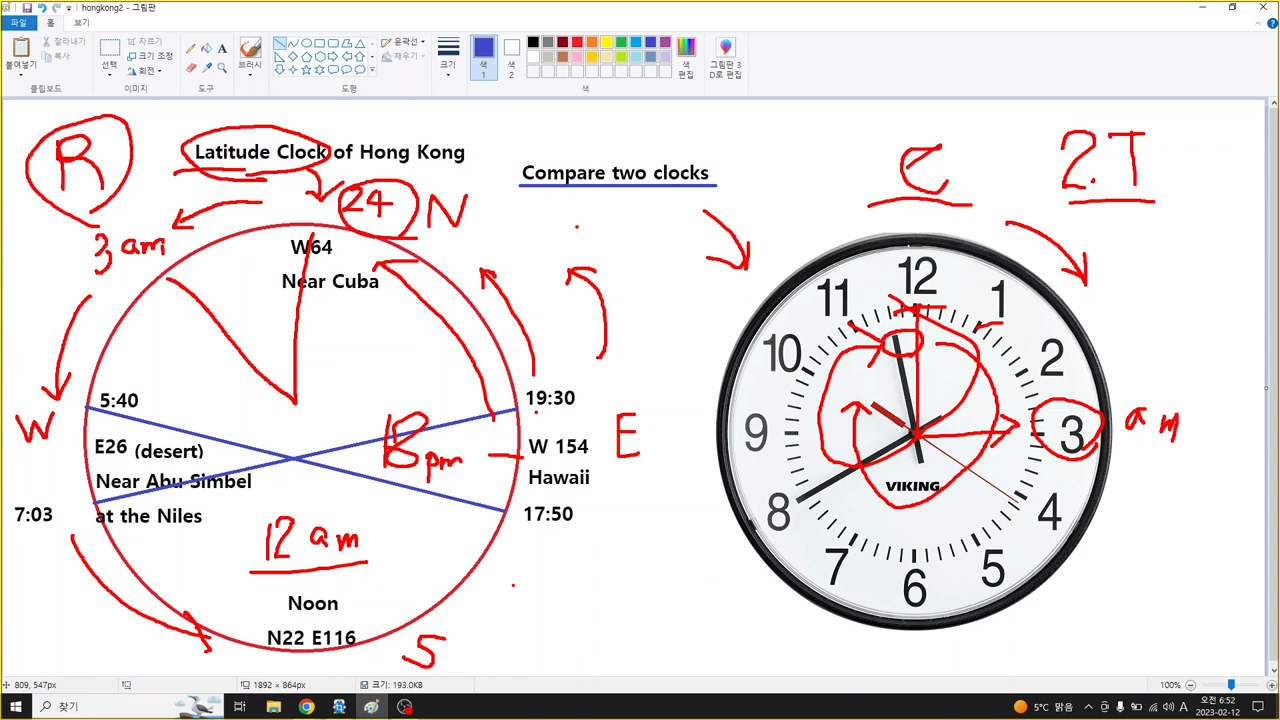 hongkong2 - 그림판
파일
홈
보기
붙여넣기
잘라내기
복사
클립보드
선택
자르기
크기 조정
회전
이미지
A
도구
브러시
윤곽선
채우기
도형
크기
색 1
색 2
색 편집
그림판 3D로 편집
색
R
Latitude Clock of Hong Kong
Compare two clocks
C
2.T
24 N
3 am
W64
Near Cuba
5:40
19:30
W
E26 (desert)
Near Abu Simbel
at the Niles
7:03
18 pm
W 154
Hawaii
17:50
E
12 am
Noon
N22 E116
S
12
1
2
3
4
5
6
7
8
9
10
11
VIKING
am
809, 547px
1892 × 864px
크기: 193.0KB
100%
찾기
5°C 맑음
A
오전 6:52
2023-02-12